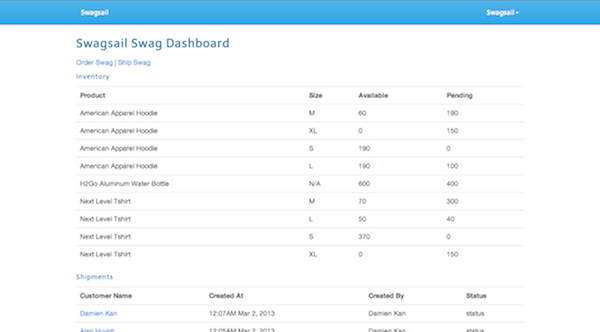 Swagsail Swagsail
Swagsail Swag Dashboard
Order Swag | Ship Swag
Inventory
Product Size Available Pending
American Apparel Hoodie M 60 190
American Apparel Hoodie XL 0 150
American Apparel Hoodie S 190 0
American Apparel Hoodie L 190 100
H2Go Aluminum Water Bottle N/A 600 400
Next Level Tshirt M 70 300
Next Level Tshirt L 50 40
Next Level Tshirt S 370 0
Next Level Tshirt XL 0 150
Shipments
Customer Name Created At Created By Status
Damien Kan 12:07AM Mar 2, 2013 Damien Kan status
Alan Huynh 12:05AM Mar 2, 2013 Damien Kan status